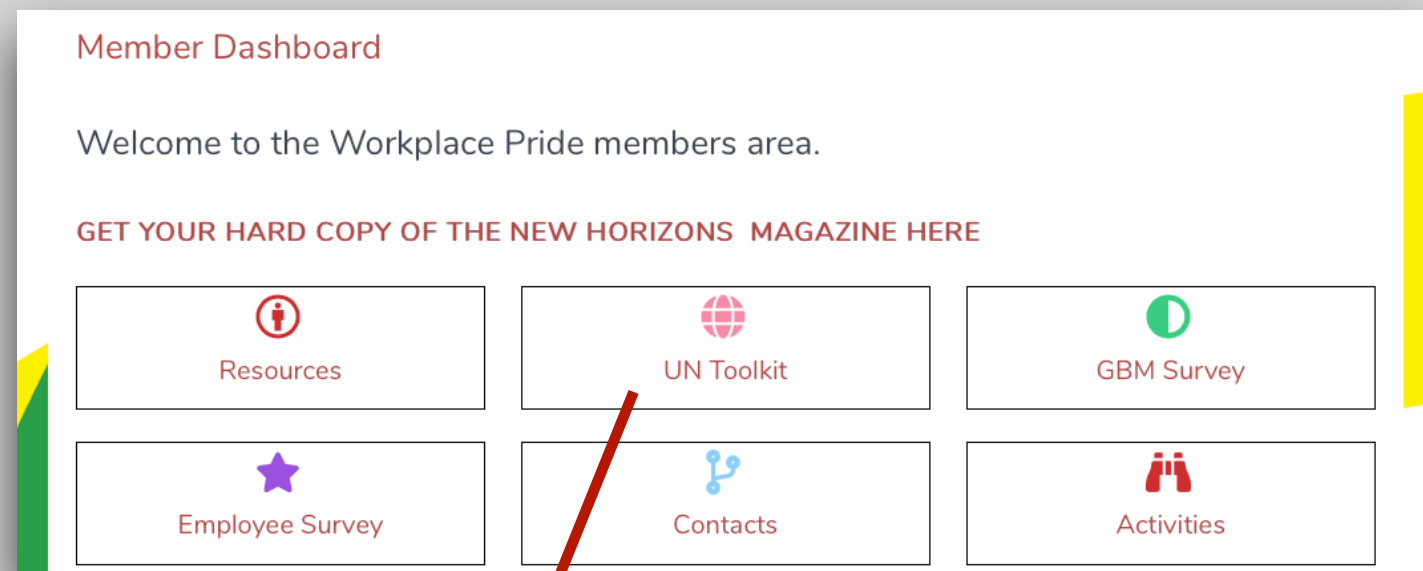 Member Dashboard
Welcome to the Workplace Pride members area.
GET YOUR HARD COPY OF THE NEW HORIZONS  MAGAZINE HERE
Resources
UN Toolkit
GBM Survey
Employee Survey
Contacts
Activities